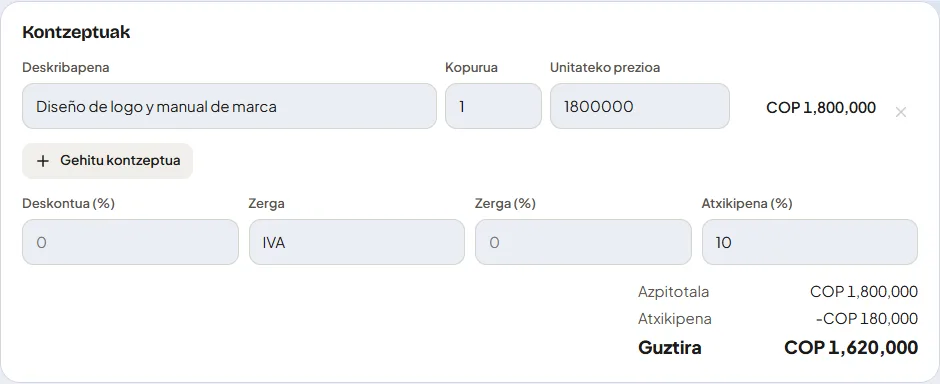 Kontzeptuak
Deskribapena Kopurua Unitateko prezioa
Diseño de logo y manual de marca 1 1800000 COP 1,800,000 ×
+ Gehitu kontzeptua
Deskontua (%) Zerga Zerga (%) Atxikipena (%)
0 IVA 0 10
Azpitotala COP 1,800,000
Atxikipena -COP 180,000
Guztira COP 1,620,000